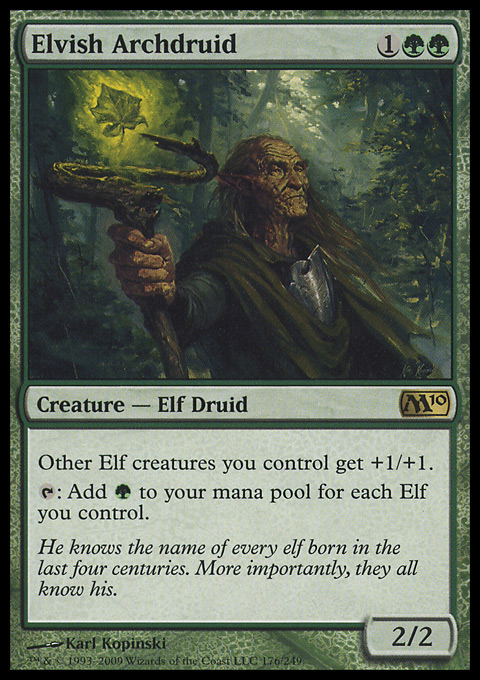 Elvish Archdruid 1
Creature — Elf Druid M10
Other Elf creatures you control get +1/+1.
: Add to your mana pool for each Elf
you control.
He knows the name of every elf born in the
last four centuries. More importantly, they all
know his.
Karl Kopinski
2/2
™ & © 1993–2009 Wizards of the Coast LLC 176/249